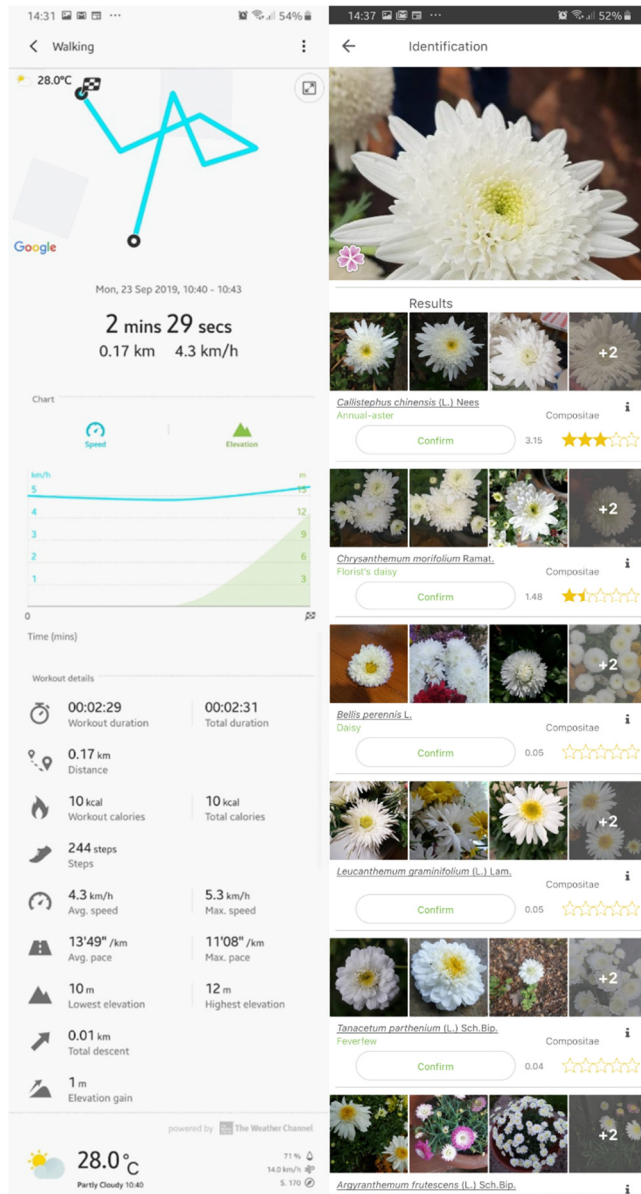 14:31
54%
Walking
28.0°C
Google
Mon, 23 Sep 2019, 10:40 - 10:43
2 mins 29 secs
0.17 km 4.3 km/h
Chart
Speed
Elevation
km/h m
5 15
4 12
3 9
2 6
1 3
0
Time (mins)
Workout details
00:02:29 00:02:31
Workout duration Total duration
0.17 km
Distance
10 kcal 10 kcal
Workout calories Total calories
244 steps
Steps
4.3 km/h 5.3 km/h
Avg. speed Max. speed
13'49" /km 11'08" /km
Avg. pace Max. pace
10 m 12 m
Lowest elevation Highest elevation
0.01 km
Total descent
1 m
Elevation gain
powered by The Weather Channel
28.0 °C
Partly Cloudy 10:40
71 %
14.0 km/h
S. 170
14:37
52%
Identification
Results
+2
Callistephus chinensis (L.) Nees
Annual-aster Compositae
Confirm 3.15
+2
Chrysanthemum morifolium Ramat.
Florist's daisy Compositae
Confirm 1.48
+2
Bellis perennis L.
Daisy Compositae
Confirm 0.05
+2
Leucanthemum graminifolium (L.) Lam.
Compositae
Confirm 0.05
+2
Tanacetum parthenium (L.) Sch.Bip.
Feverfew Compositae
Confirm 0.04
+2
Argyranthemum frutescens (L.) Sch.Bip.